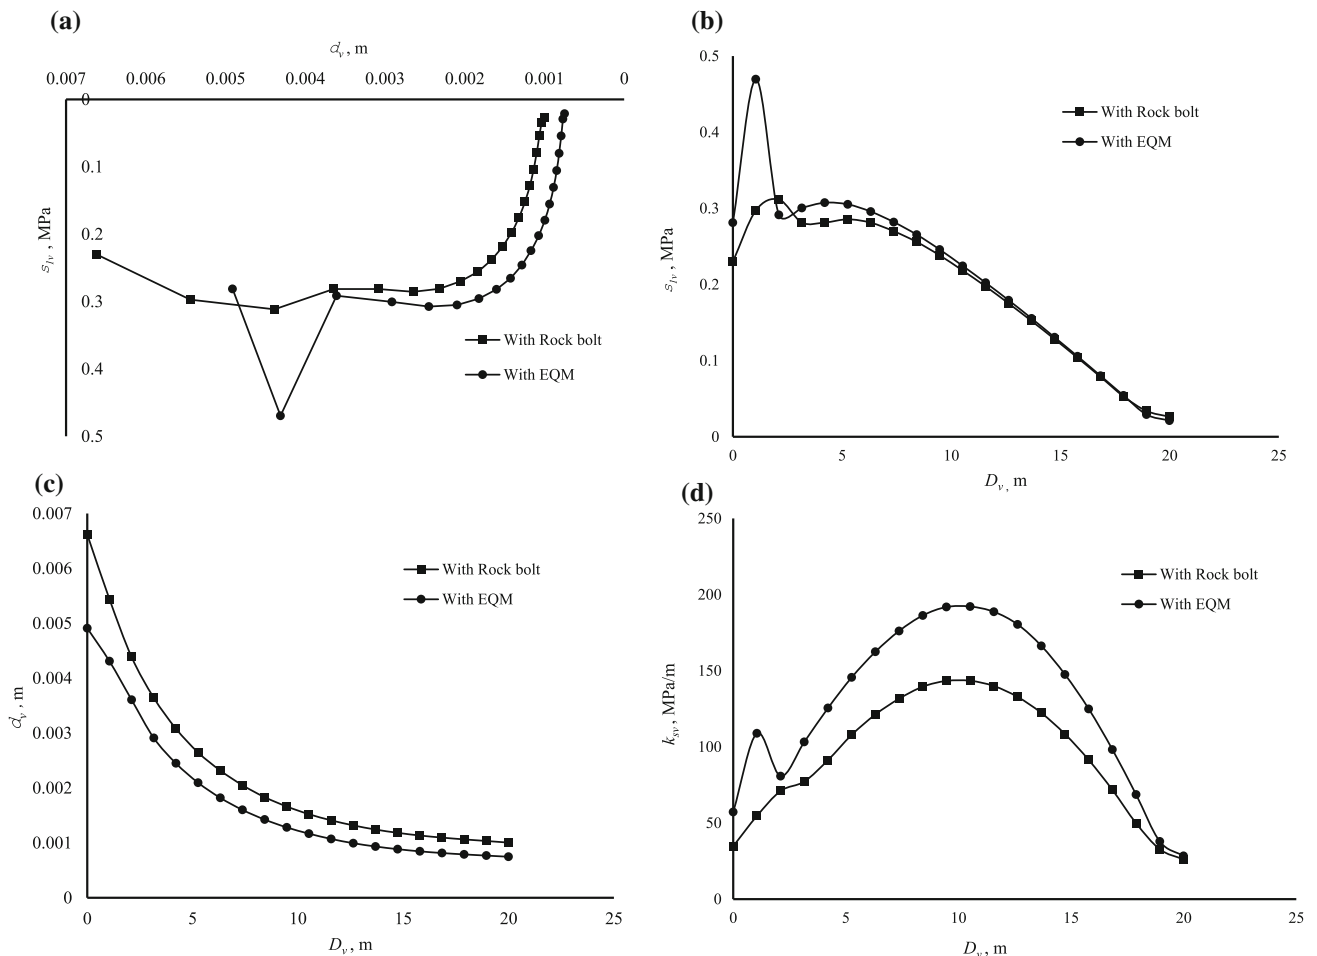 (a)
d_v, m
0.007 0.006 0.005 0.004 0.003 0.002 0.001 0
0
0.1
0.2
0.3
0.4
0.5
s_lv, MPa
With Rock bolt
With EQM
(b)
0.5
0.4
0.3
0.2
0.1
0
s_lv, MPa
With Rock bolt
With EQM
0 5 10 15 20 25
D_v, m
(c)
0.007
0.006
0.005
0.004
0.003
0.002
0.001
0
d_v, m
With Rock bolt
With EQM
0 5 10 15 20 25
D_v, m
(d)
250
200
150
100
50
0
k_sv, MPa/m
With Rock bolt
With EQM
0 5 10 15 20 25
D_v, m